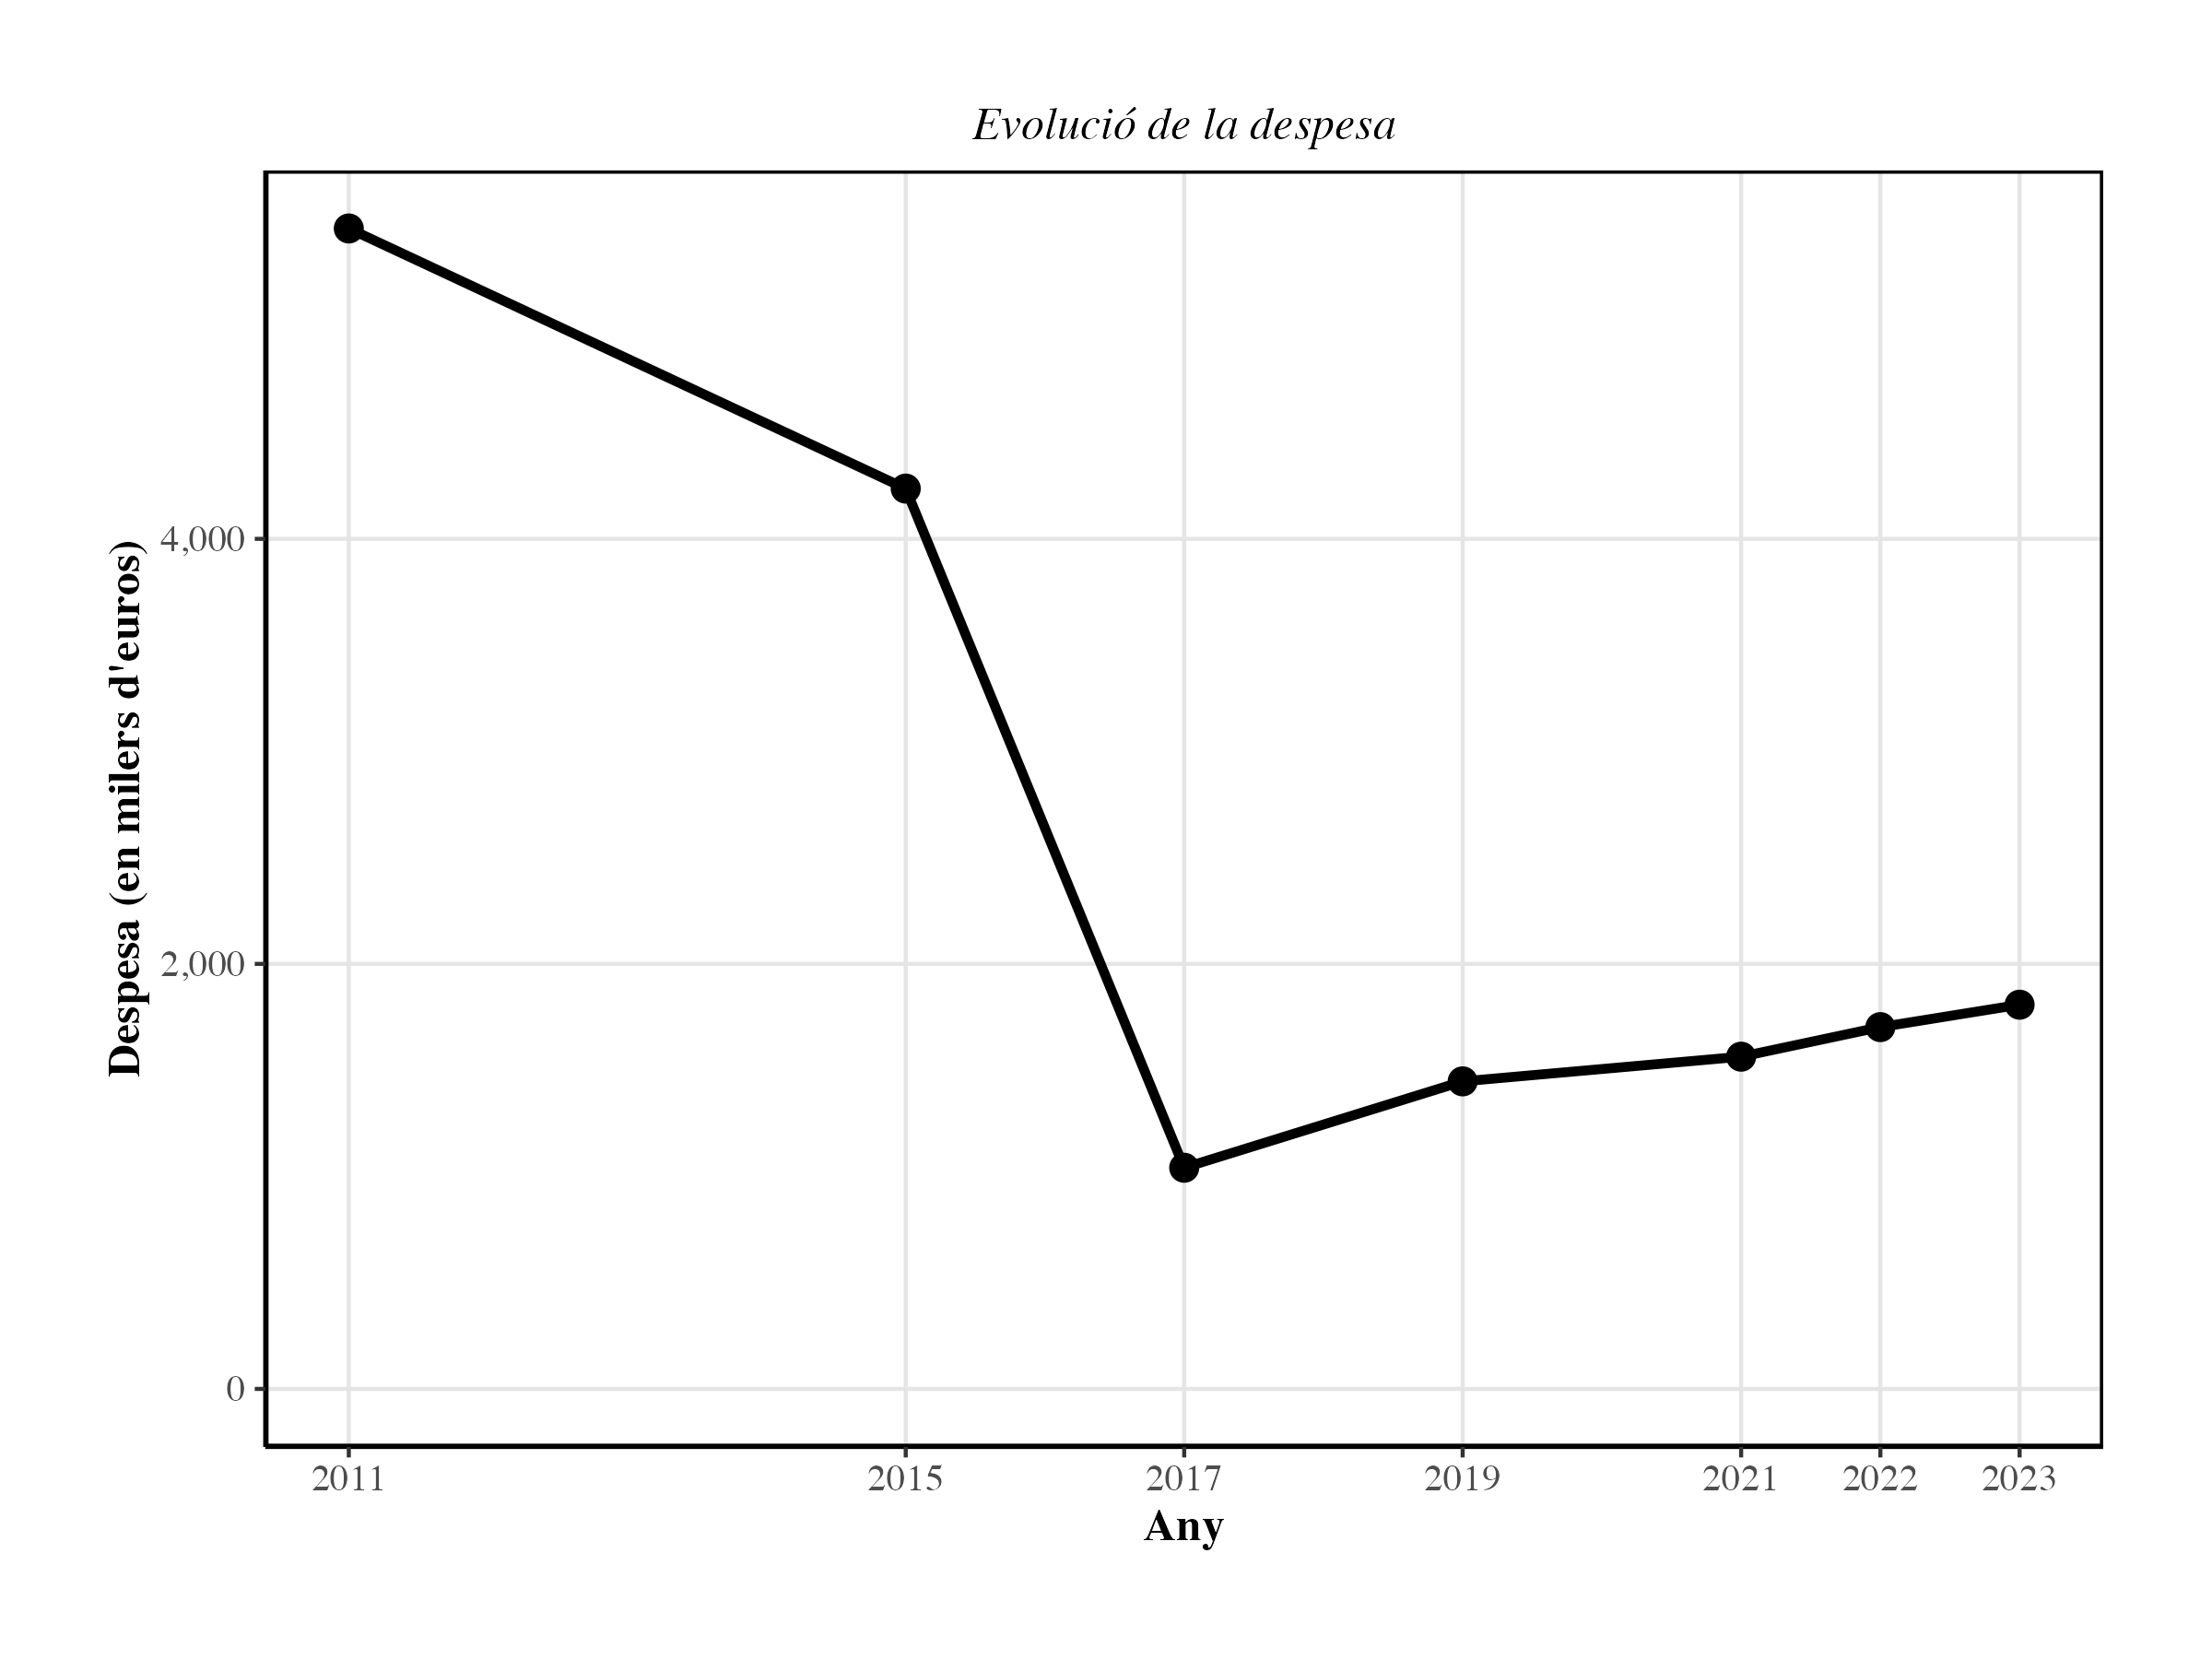 Evolució de la despesa
Despesa (en milers d'euros)
4,000
2,000
0
2011 2015 2017 2019 2021 2022 2023
Any